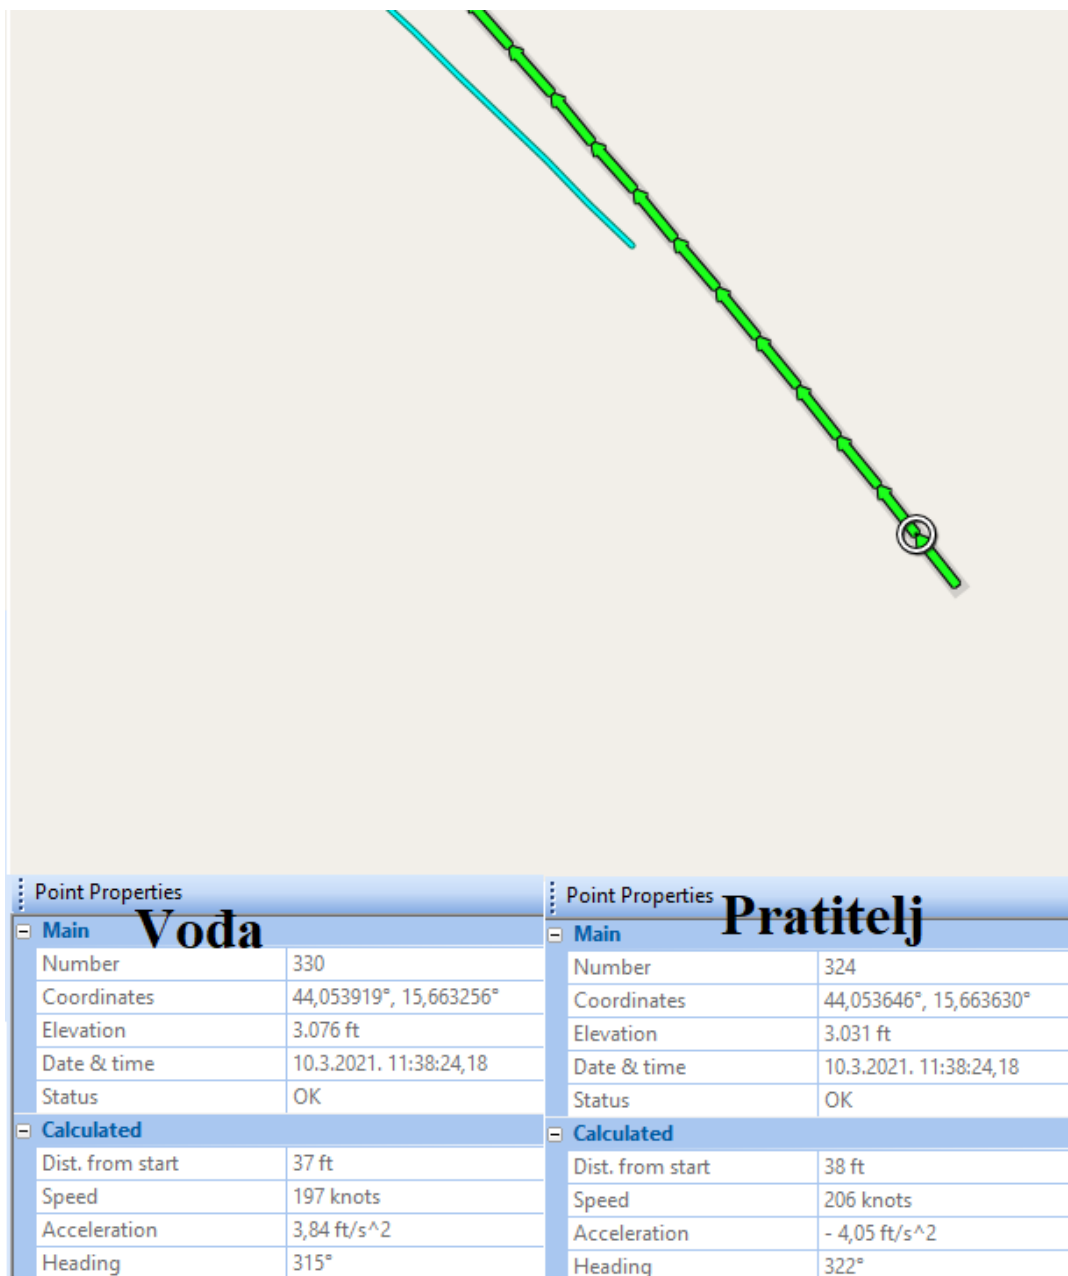 Point Properties
Vođa
Main
Number 330
Coordinates 44,053919°, 15,663256°
Elevation 3.076 ft
Date & time 10.3.2021. 11:38:24,18
Status OK
Calculated
Dist. from start 37 ft
Speed 197 knots
Acceleration 3,84 ft/s^2
Heading 315°
Point Properties
Pratitelj
Main
Number 324
Coordinates 44,053646°, 15,663630°
Elevation 3.031 ft
Date & time 10.3.2021. 11:38:24,18
Status OK
Calculated
Dist. from start 38 ft
Speed 206 knots
Acceleration - 4,05 ft/s^2
Heading 322°